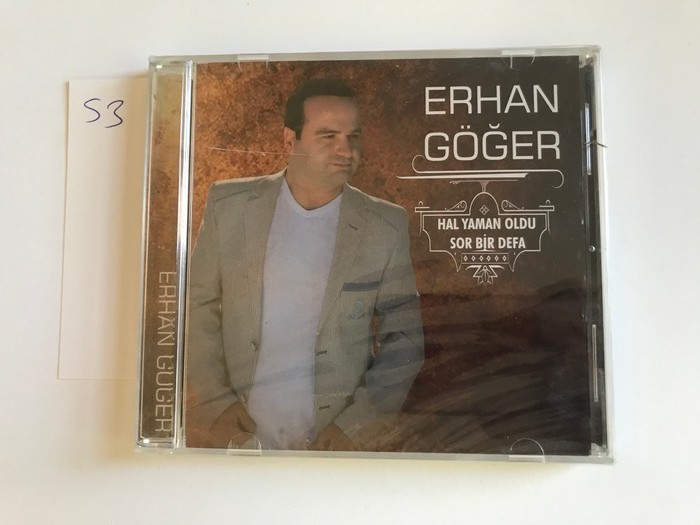 S3
ERHAN
GÖĞER
HAL YAMAN OLDU
SOR BİR DEFA
ERHAN GÖĞER